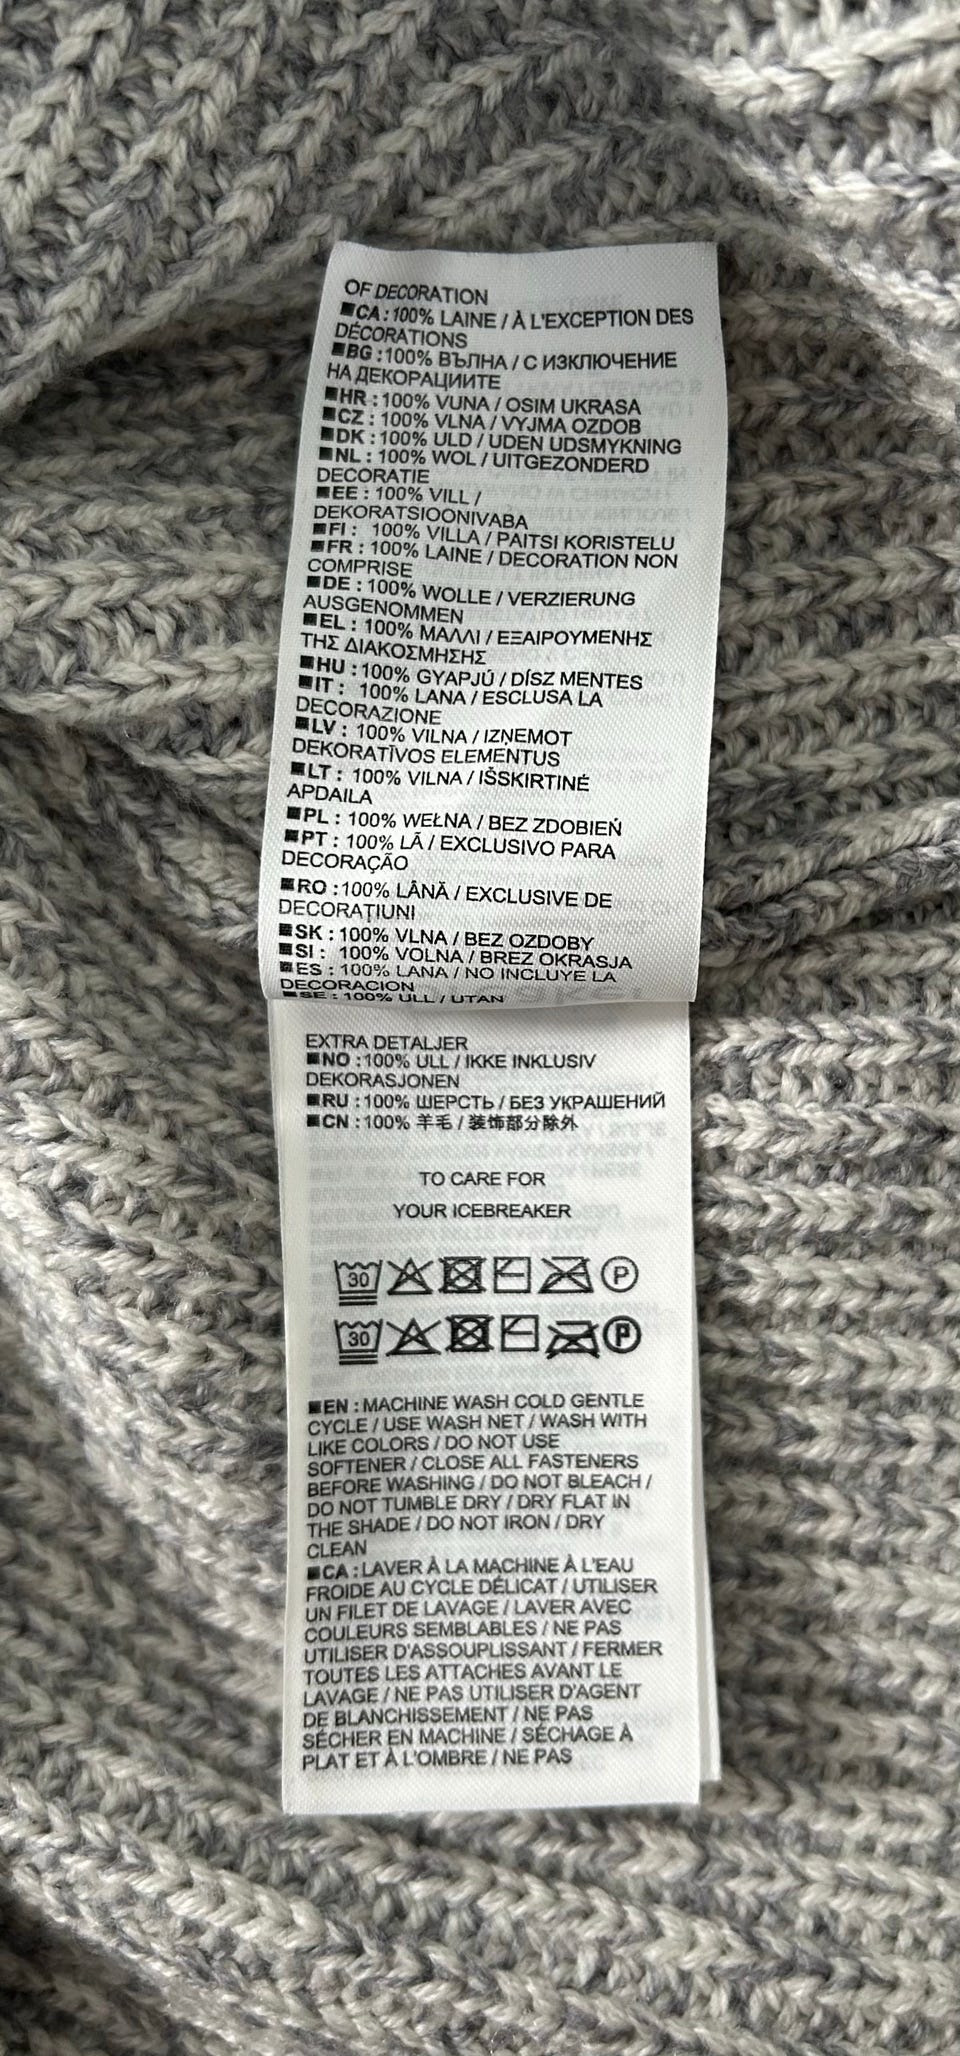 OF DECORATION
■CA : 100% LAINE / À L'EXCEPTION DES
DÉCORATIONS
■BG : 100% ВЪЛНА / С ИЗКЛЮЧЕНИЕ
НА ДЕКОРАЦИИТЕ
■HR : 100% VUNA / OSIM UKRASA
■CZ : 100% VLNA / VYJMA OZDOB
■DK : 100% ULD / UDEN UDSMYKNING
■NL : 100% WOL / UITGEZONDERD
DECORATIE
■EE : 100% VILL /
DEKORATSIOONIVABA
■FI : 100% VILLA / PAITSI KORISTELU
■FR : 100% LAINE / DECORATION NON
COMPRISE
■DE : 100% WOLLE / VERZIERUNG
AUSGENOMMEN
■EL : 100% ΜΑΛΛΙ / ΕΞΑΙΡΟΥΜΕΝΗΣ
ΤΗΣ ΔΙΑΚΟΣΜΗΣΗΣ
■HU : 100% GYAPJÚ / DÍSZ MENTES
■IT : 100% LANA / ESCLUSA LA
DECORAZIONE
■LV : 100% VILNA / IZŅEMOT
DEKORATĪVOS ELEMENTUS
■LT : 100% VILNA / IŠSKIRTINĖ
APDAILA
■PL : 100% WEŁNA / BEZ ZDOBIEŃ
■PT : 100% LÃ / EXCLUSIVO PARA
DECORAÇÃO
■RO : 100% LÂNĂ / EXCLUSIVE DE
DECORAȚIUNI
■SK : 100% VLNA / BEZ OZDOBY
■SI : 100% VOLNA / BREZ OKRASJA
■ES : 100% LANA / NO INCLUYE LA
DECORACION
■SE : 100% ULL / UTAN
EXTRA DETALJER
■NO : 100% ULL / IKKE INKLUSIV
DEKORASJONEN
■RU : 100% ШЕРСТЬ / БЕЗ УКРАШЕНИЙ
■CN : 100% 羊毛 / 装饰部分除外
TO CARE FOR
YOUR ICEBREAKER
30 P
30 P
■EN : MACHINE WASH COLD GENTLE
CYCLE / USE WASH NET / WASH WITH
LIKE COLORS / DO NOT USE
SOFTENER / CLOSE ALL FASTENERS
BEFORE WASHING / DO NOT BLEACH /
DO NOT TUMBLE DRY / DRY FLAT IN
THE SHADE / DO NOT IRON / DRY
CLEAN
■CA : LAVER À LA MACHINE À L'EAU
FROIDE AU CYCLE DÉLICAT / UTILISER
UN FILET DE LAVAGE / LAVER AVEC
COULEURS SEMBLABLES / NE PAS
UTILISER D'ASSOUPLISSANT / FERMER
TOUTES LES ATTACHES AVANT LE
LAVAGE / NE PAS UTILISER D'AGENT
DE BLANCHISSEMENT / NE PAS
SÉCHER EN MACHINE / SÉCHAGE À
PLAT ET À L'OMBRE / NE PAS